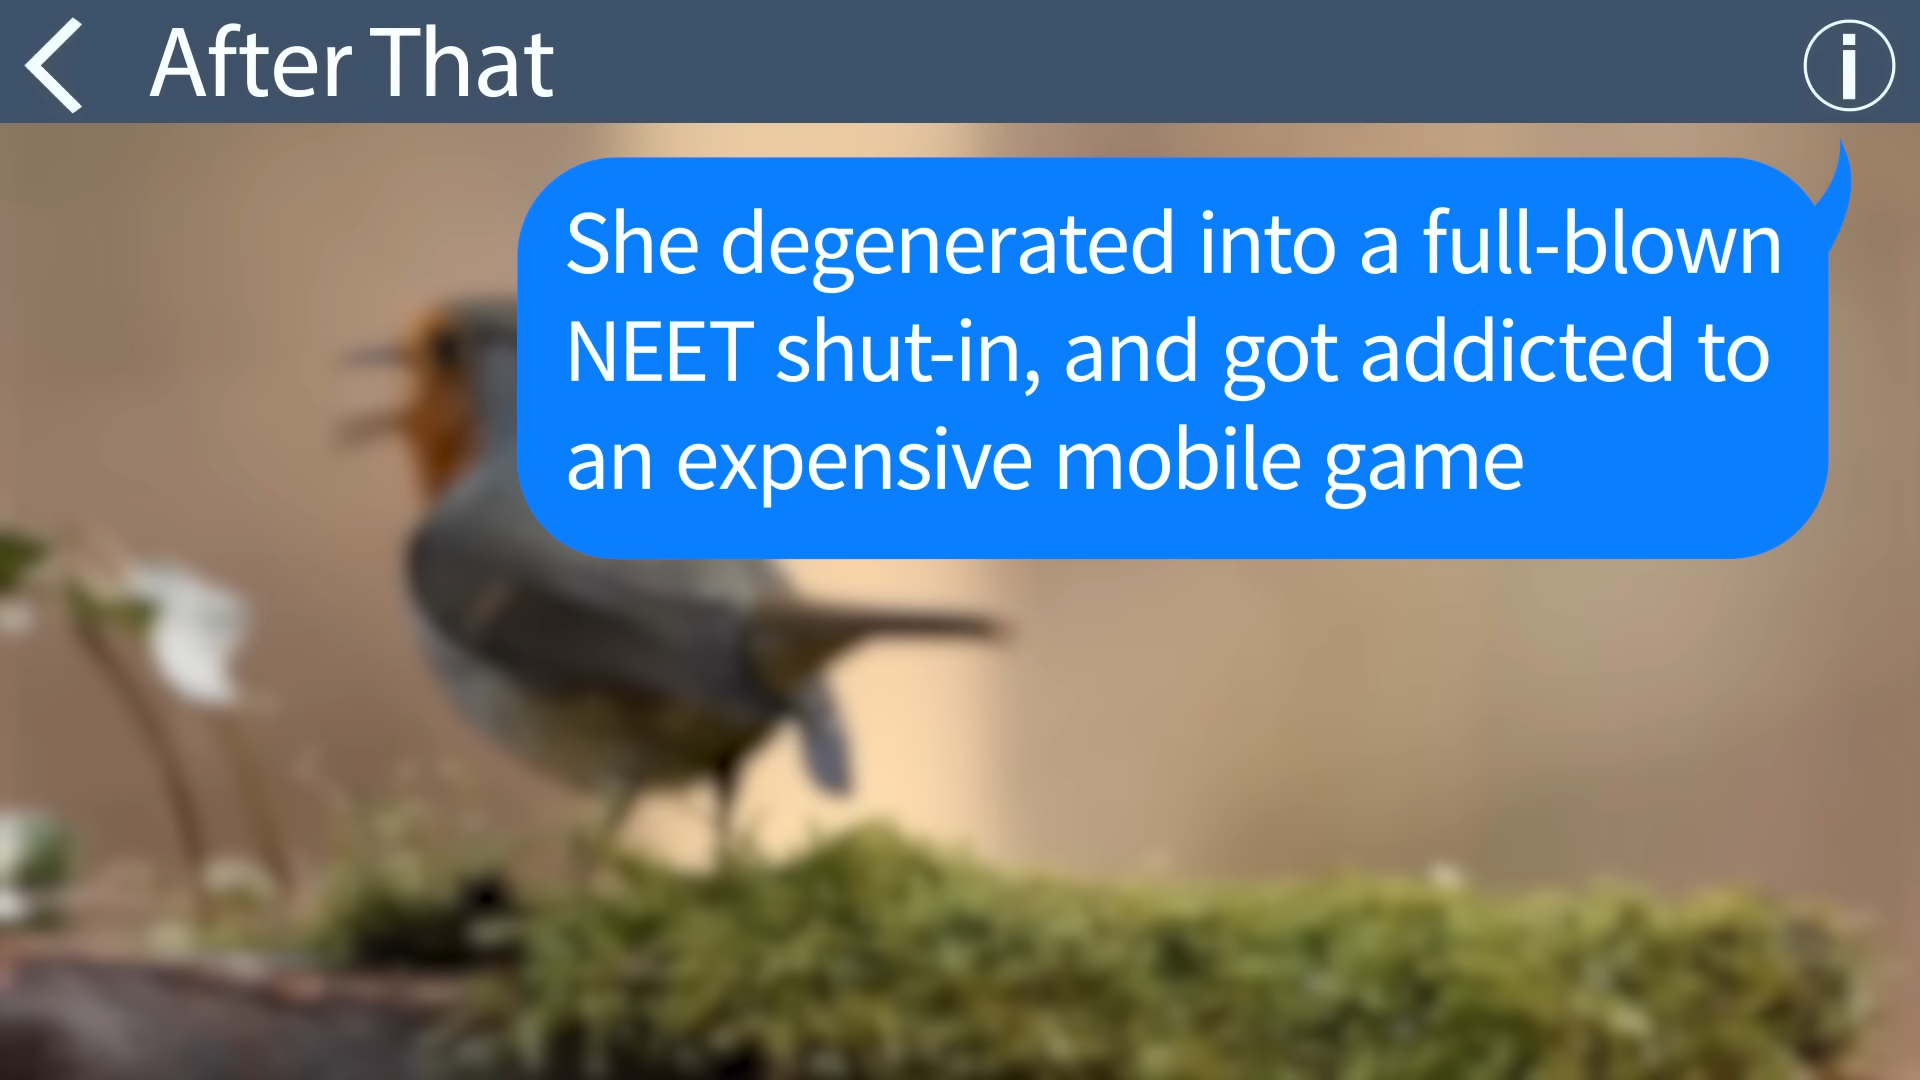 After That
She degenerated into a full-blown
NEET shut-in, and got addicted to
an expensive mobile game